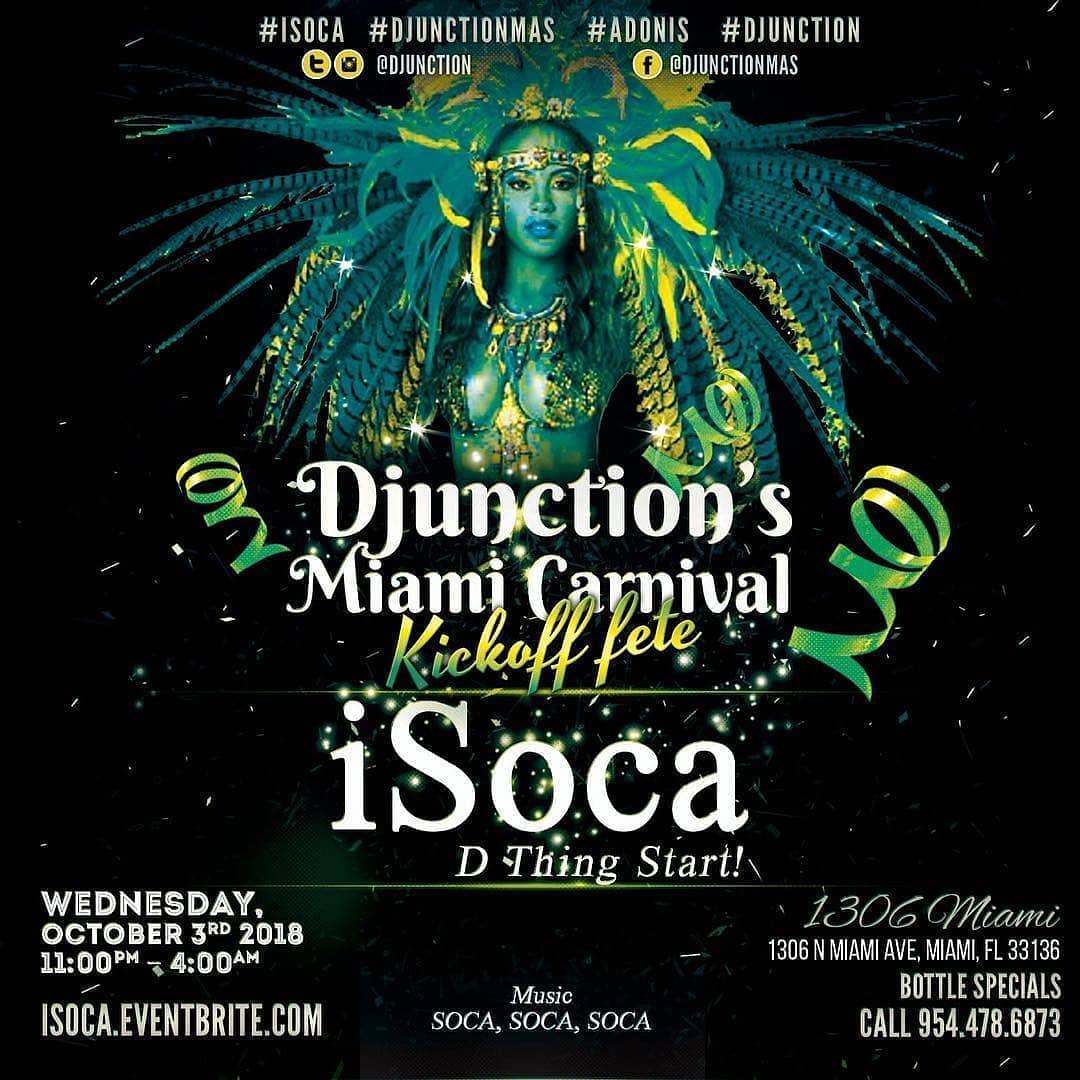 #ISOCA #DJUNCTIONMAS #ADONIS #DJUNCTION
@DJUNCTION @DJUNCTIONMAS
Djunction's
Miami Carnival
Kickoff fete
iSoca
D Thing Start!
WEDNESDAY,
OCTOBER 3RD 2018
11:00PM – 4:00AM
ISOCA.EVENTBRITE.COM
Music
SOCA, SOCA, SOCA
1306 Miami
1306 N MIAMI AVE, MIAMI, FL 33136
BOTTLE SPECIALS
CALL 954.478.6873